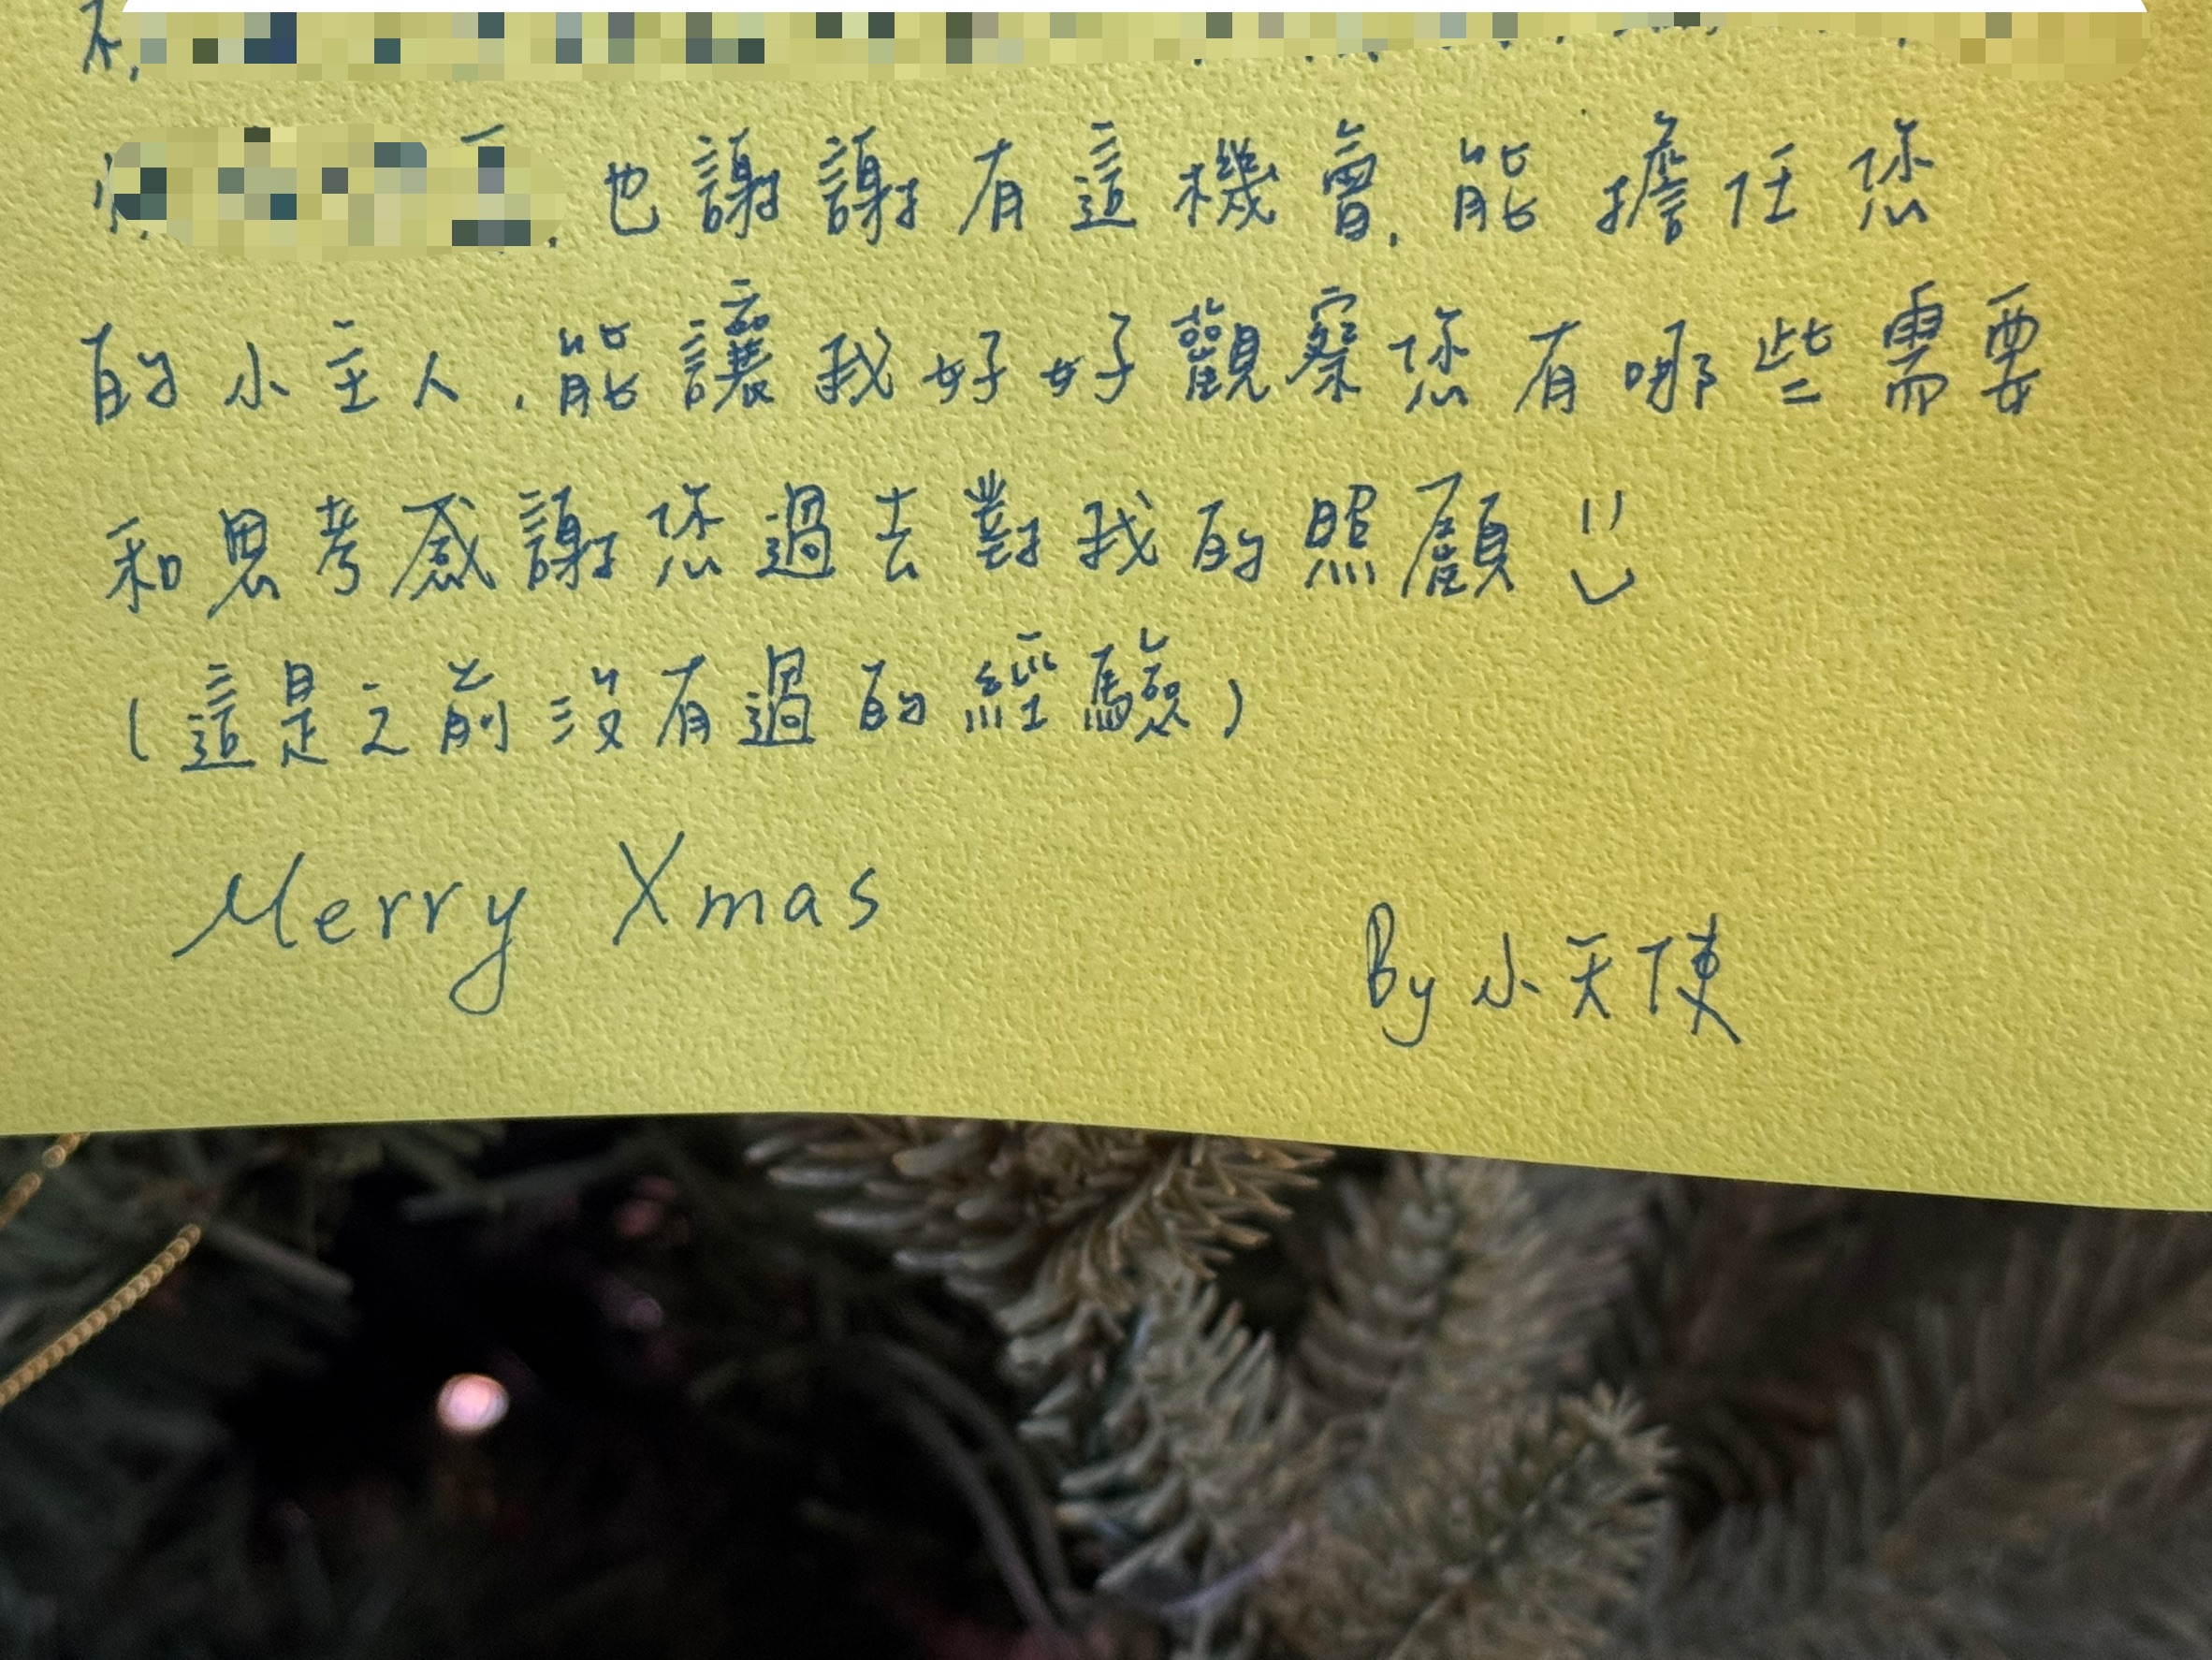 也謝謝有這機會,能擔任您
的小主人,能讓我好好觀察您有哪些需要
和思考感謝您過去對我的照顧 :)
(這是之前沒有過的經驗)
Merry Xmas
By 小天使